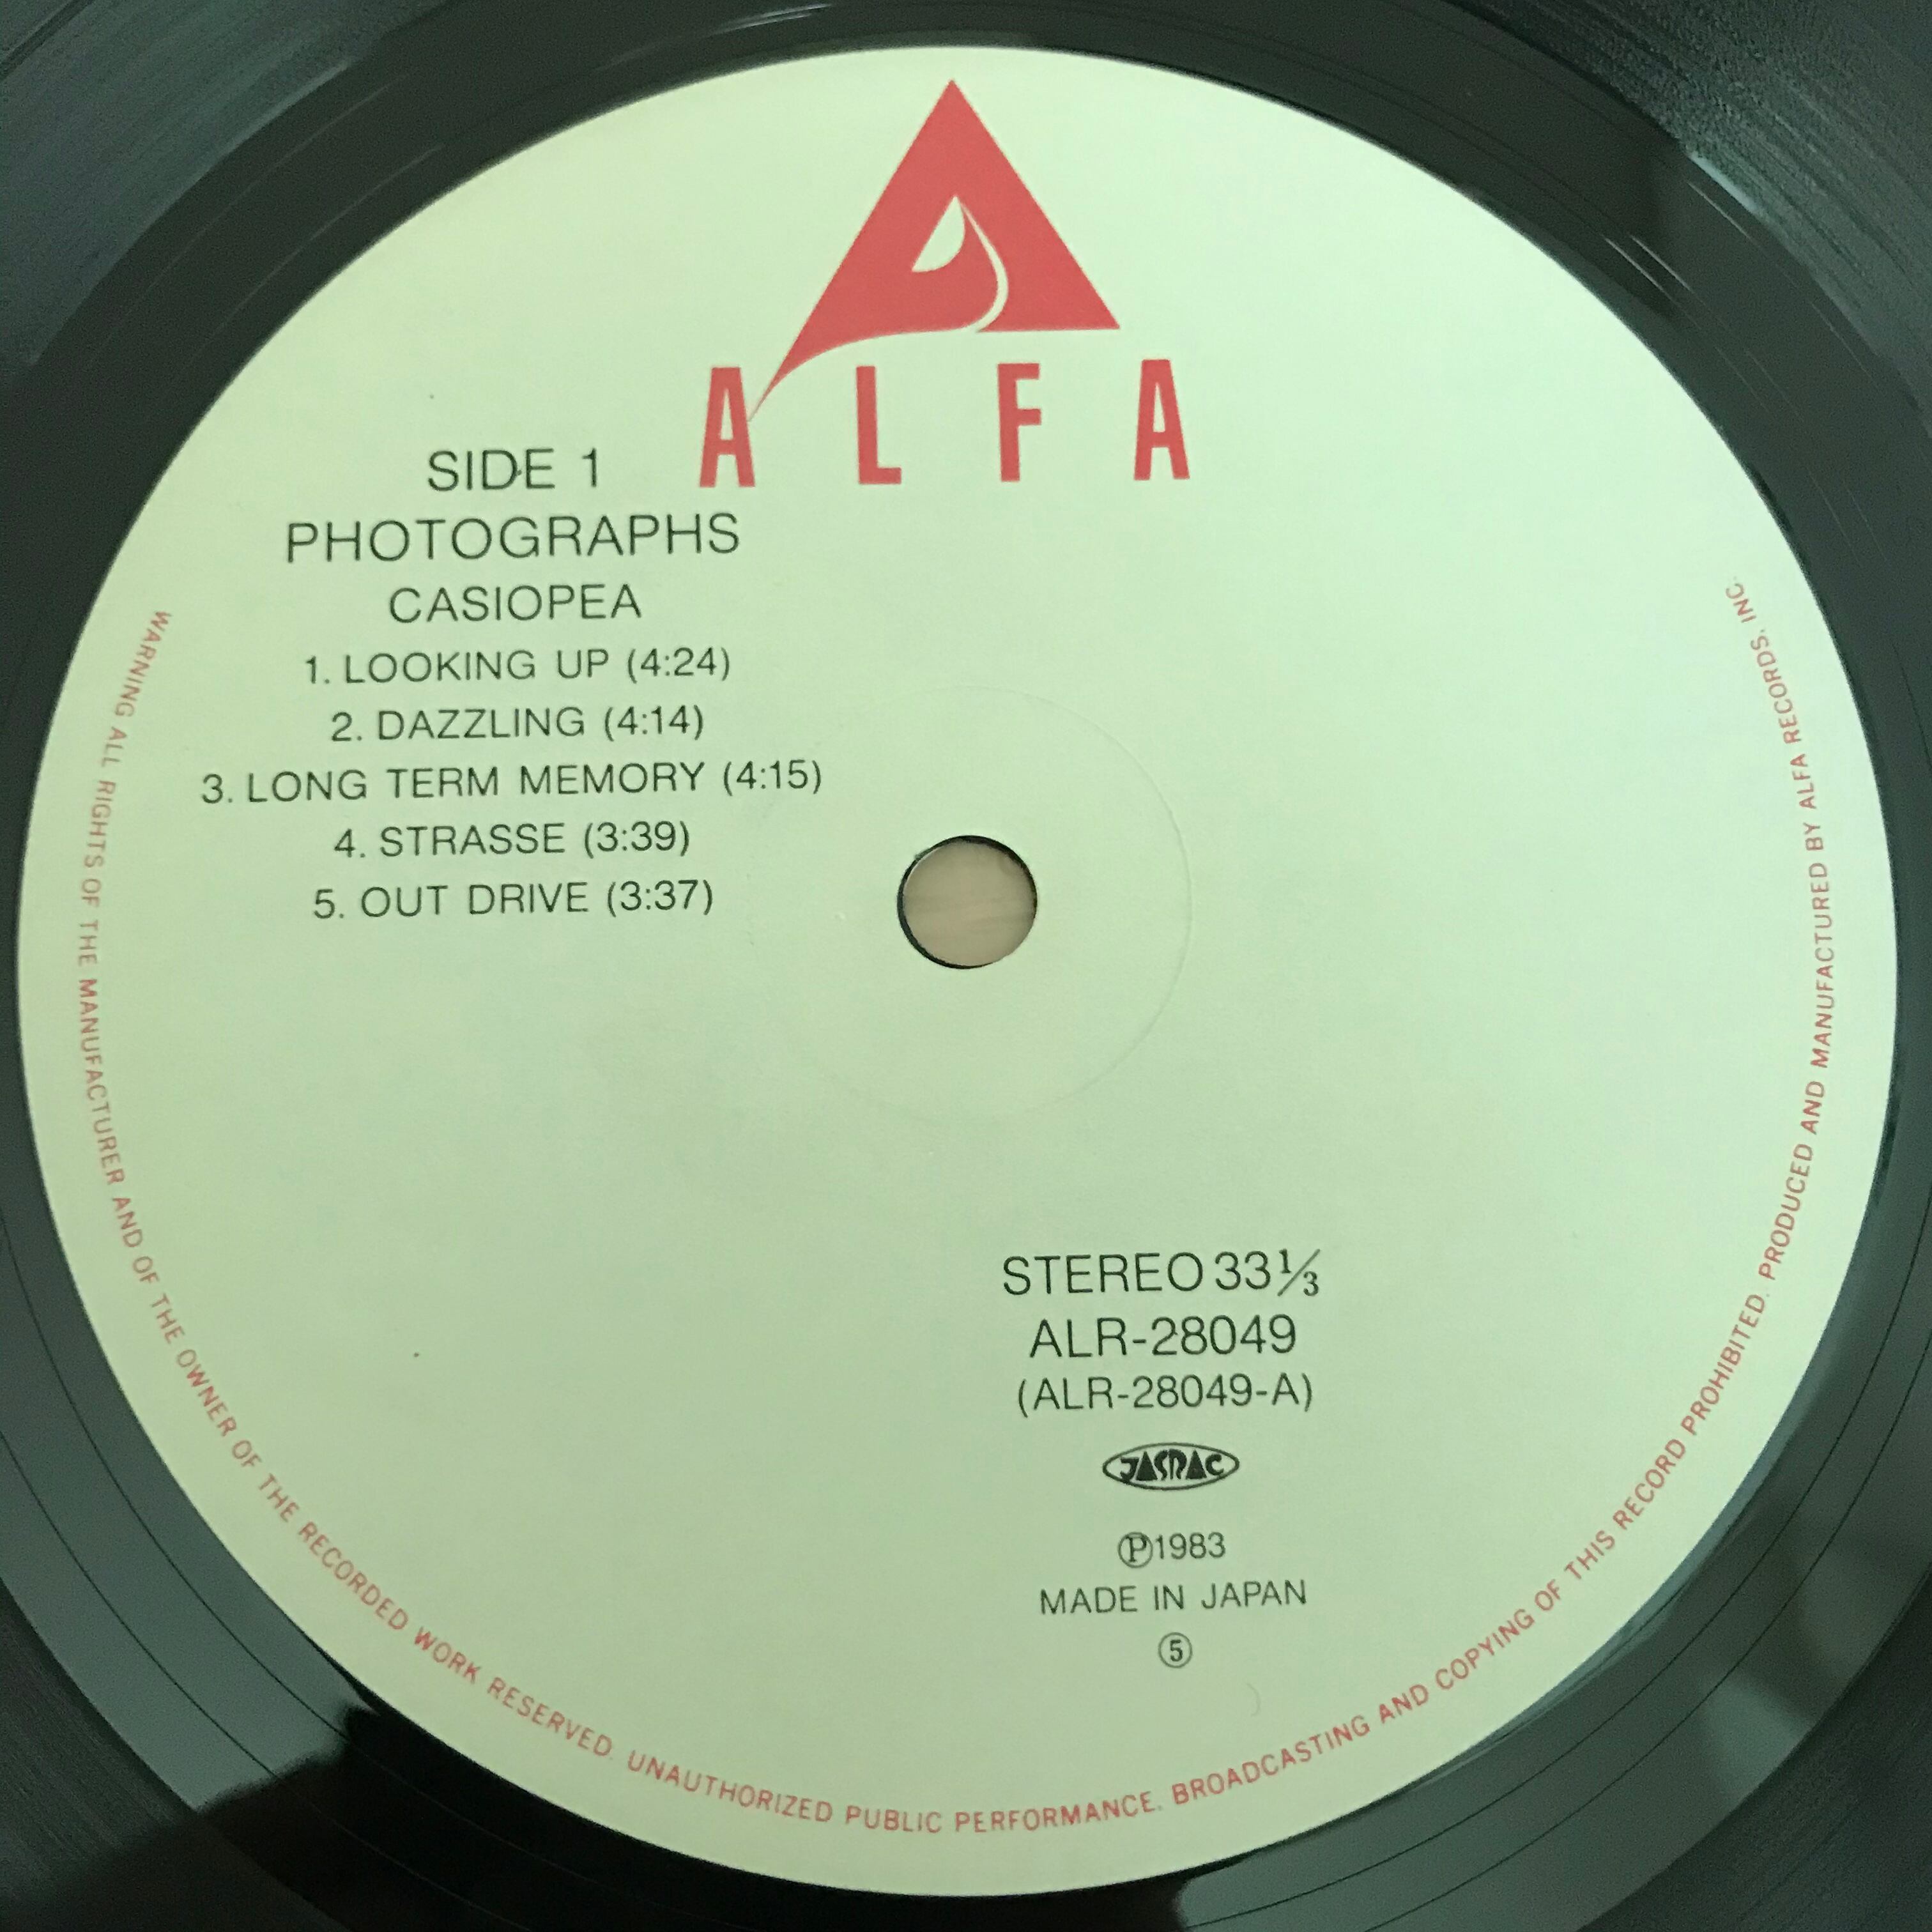 ALFA
SIDE 1
PHOTOGRAPHS
CASIOPEA
1. LOOKING UP (4:24)
2. DAZZLING (4:14)
3. LONG TERM MEMORY (4:15)
4. STRASSE (3:39)
5. OUT DRIVE (3:37)
STEREO 33⅓
ALR-28049
(ALR-28049-A)
JASRAC
Ⓟ1983
MADE IN JAPAN
⑤
WARNING ALL RIGHTS OF THE MANUFACTURER AND OF THE OWNER OF THE RECORDED WORK RESERVED. UNAUTHORIZED PUBLIC PERFORMANCE. BROADCASTING AND COPYING OF THIS RECORD PROHIBITED. PRODUCED AND MANUFACTURED BY ALFA RECORDS, INC.